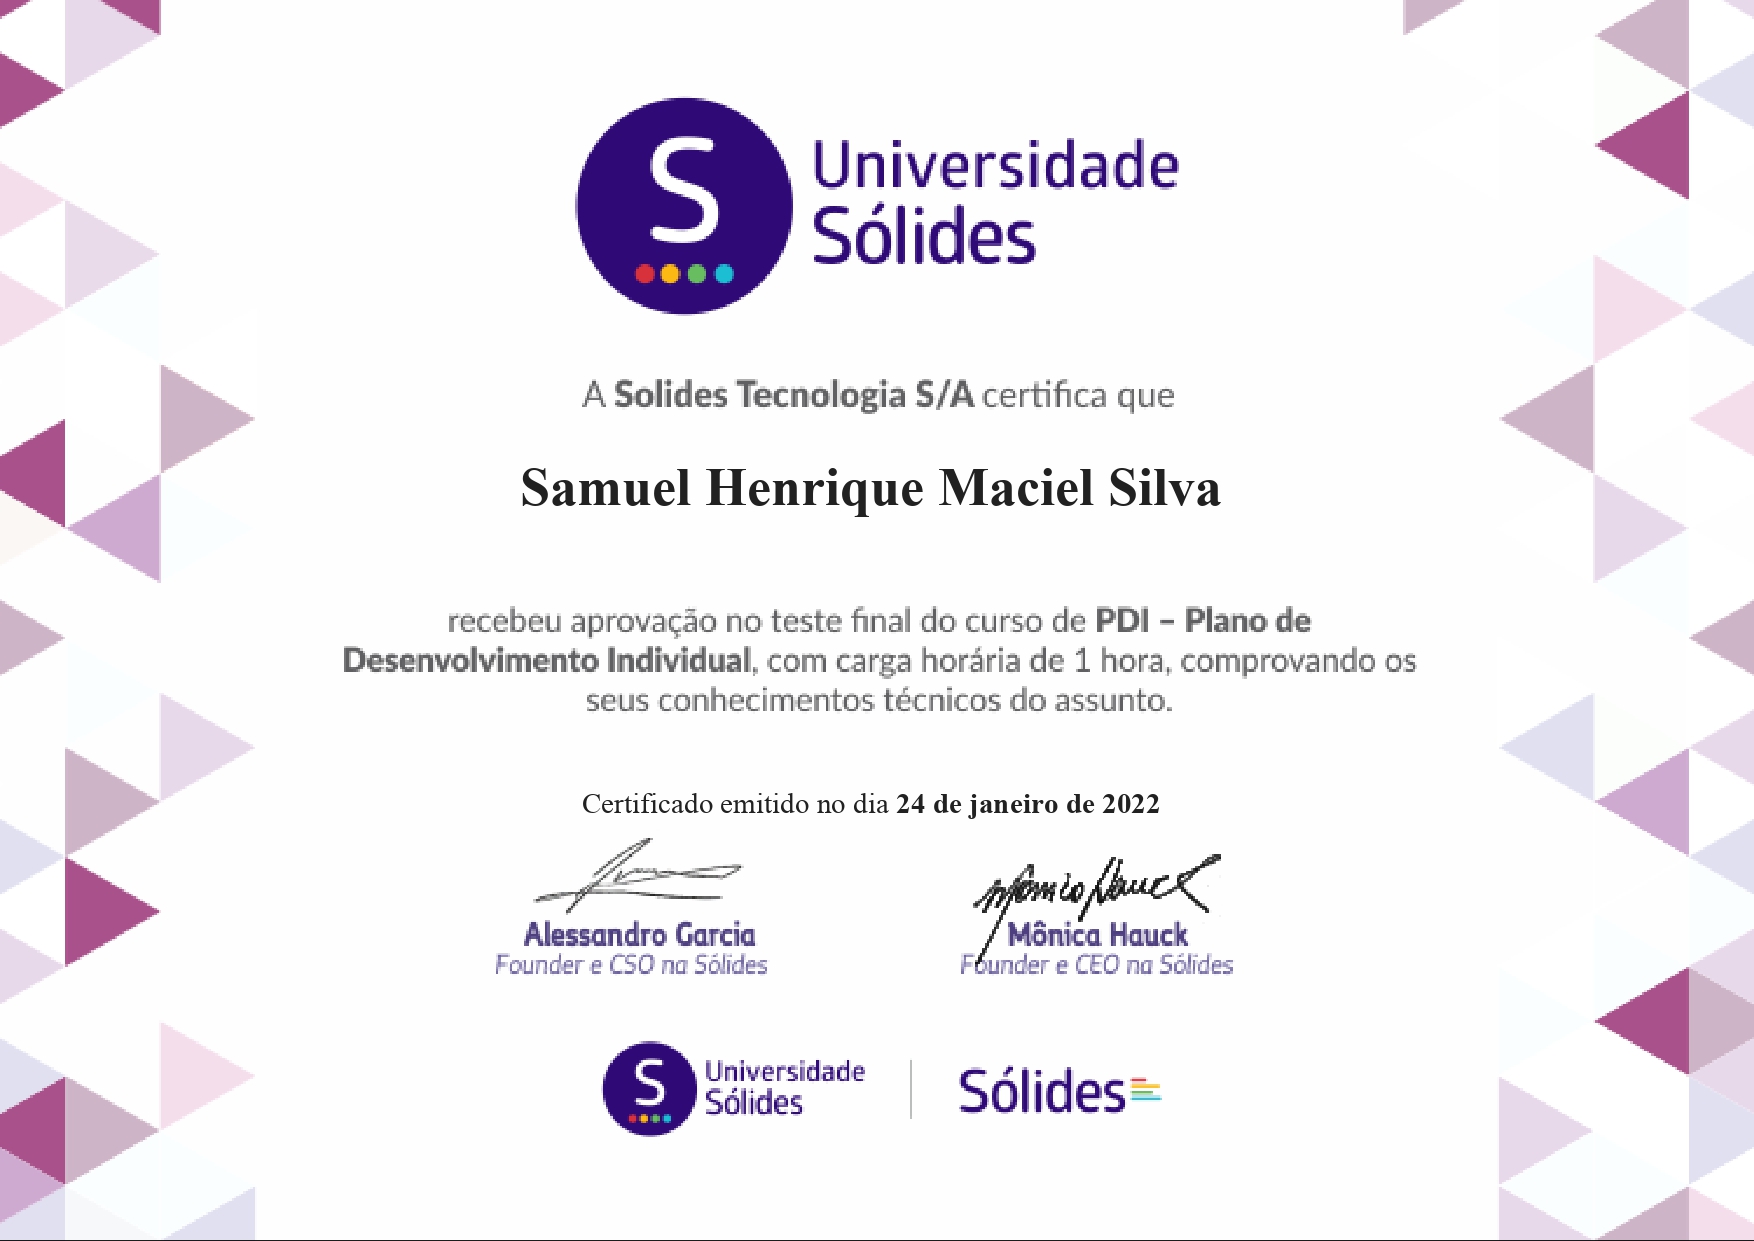 S
Universidade
Sólides
A Solides Tecnologia S/A certifica que
Samuel Henrique Maciel Silva
recebeu aprovação no teste final do curso de PDI – Plano de
Desenvolvimento Individual, com carga horária de 1 hora, comprovando os
seus conhecimentos técnicos do assunto.
Certificado emitido no dia 24 de janeiro de 2022
Mônica Hauck
Alessandro Garcia
Founder e CSO na Sólides
Mônica Hauck
Founder e CEO na Sólides
S
Universidade
Sólides
Sólides